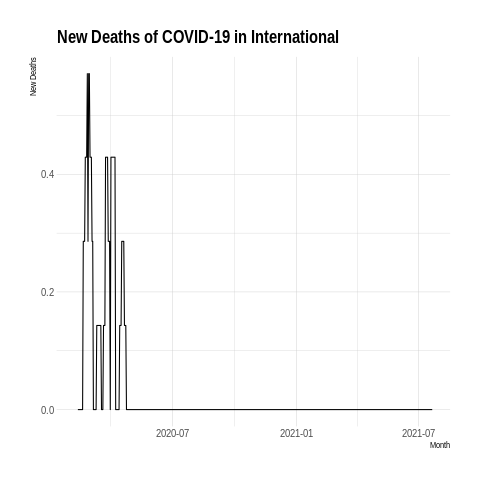 New Deaths of COVID-19 in International
New Deaths
0.4
0.2
0.0
2020-07 2021-01 2021-07
Month